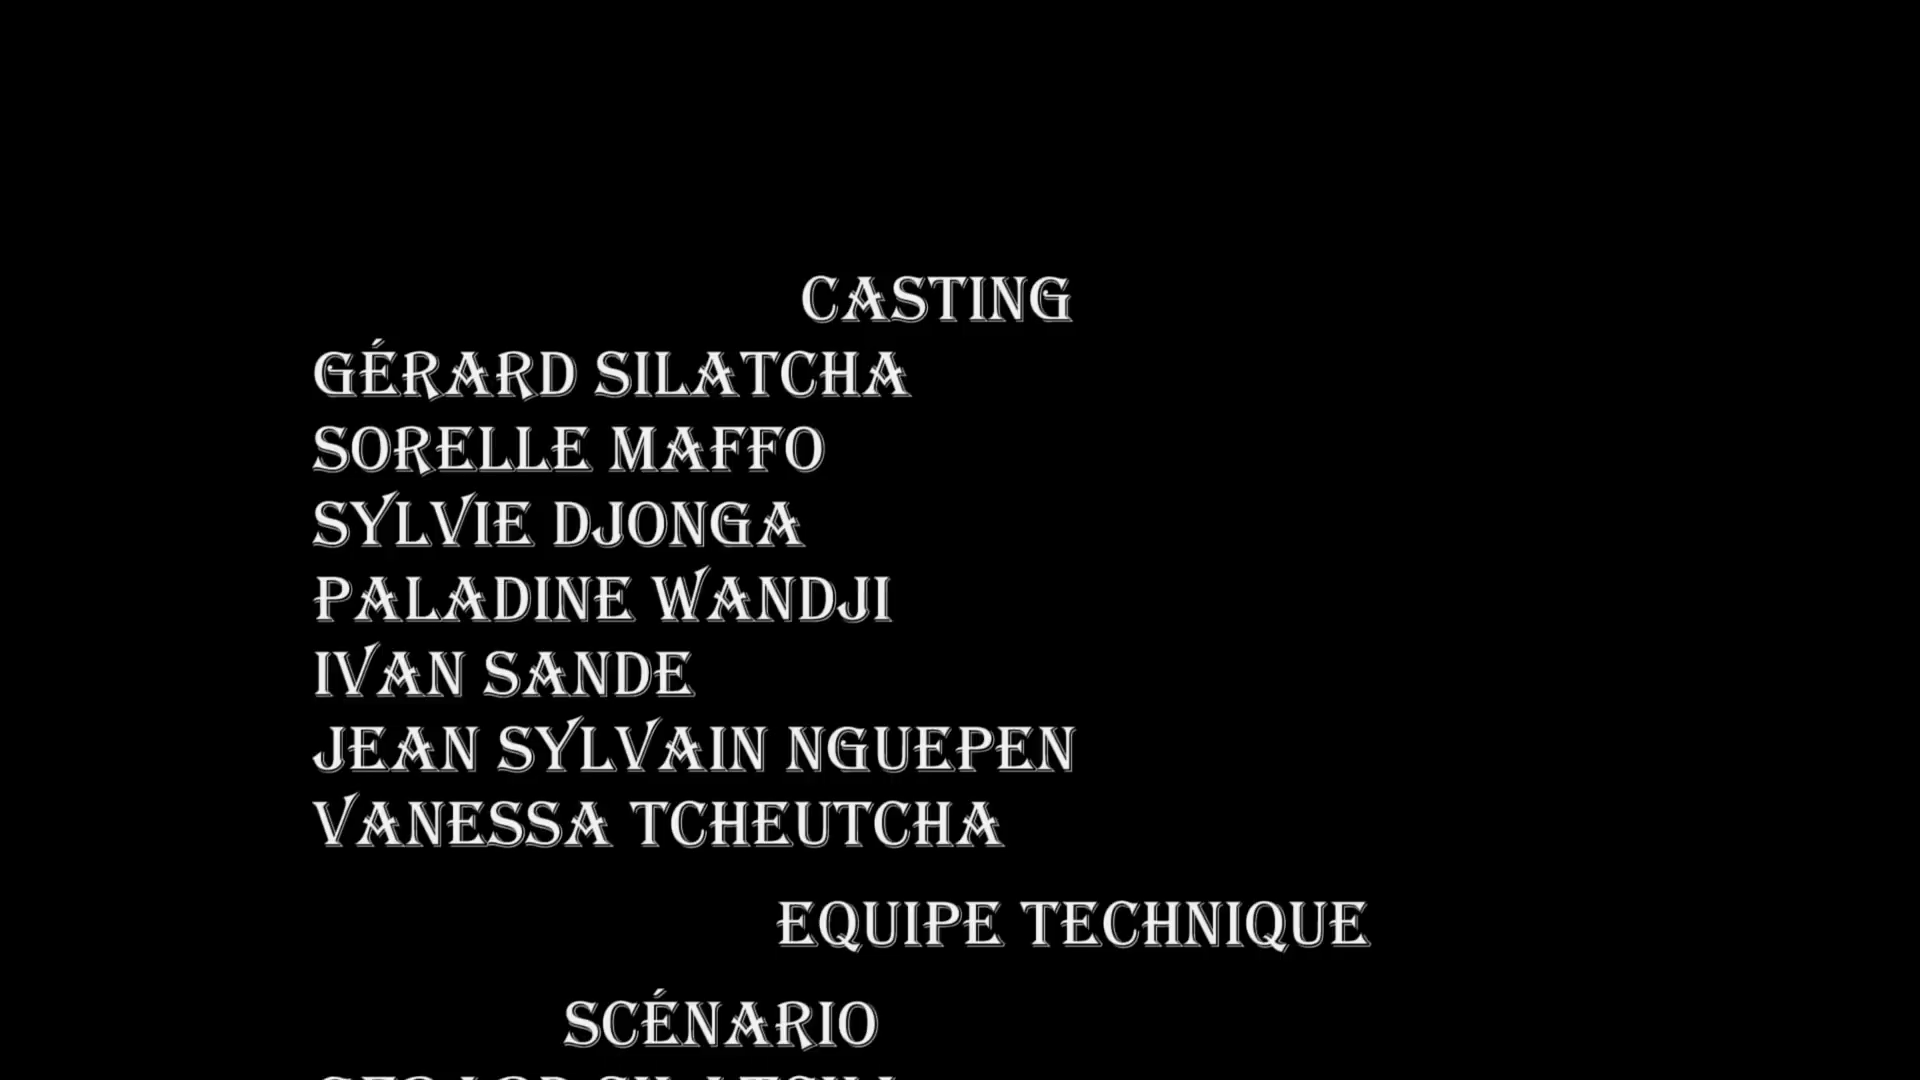 CASTING
GÉRARD SILATCHA
SORELLE MAFFO
SYLVIE DJONGA
PALADINE WANDJI
IVAN SANDE
JEAN SYLVAIN NGUEPEN
VANESSA TCHEUTCHA
EQUIPE TECHNIQUE
SCÉNARIO